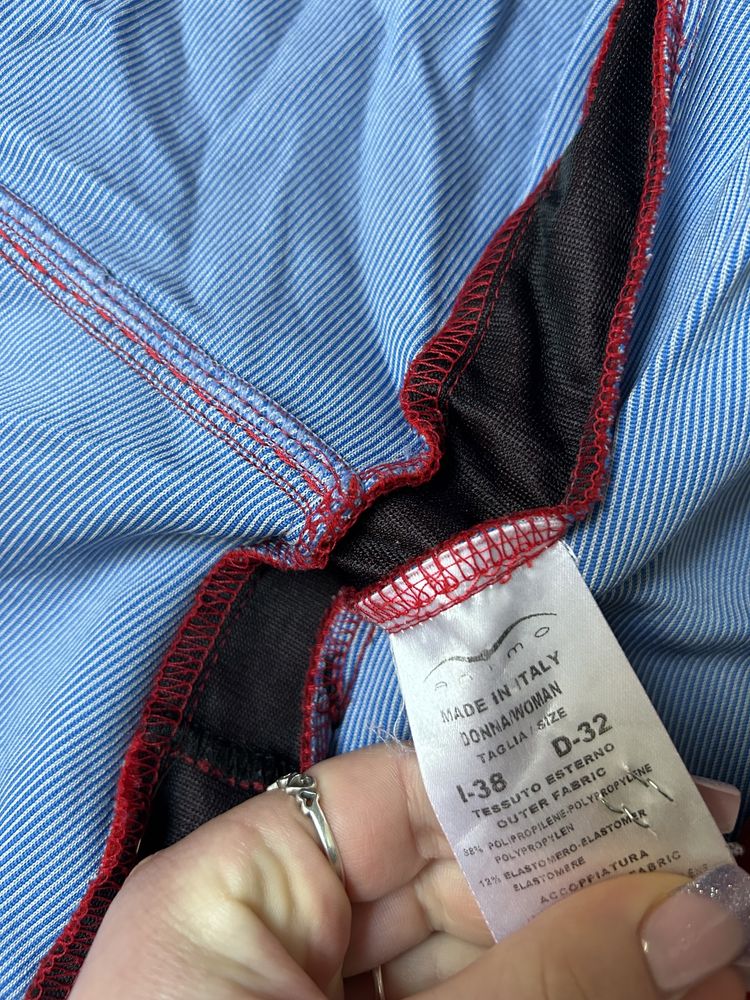 animo
MADE IN ITALY
DONNA/WOMAN
TAGLIA/SIZE
I-38 D-32
TESSUTO ESTERNO
OUTER FABRIC
88% POLIPROPILENE-POLYPROPYLENE
POLYPROPYLEN
12% ELASTOMERO-ELASTOMER
ELASTOMERE
ACCOPPIATURA
FABRIC